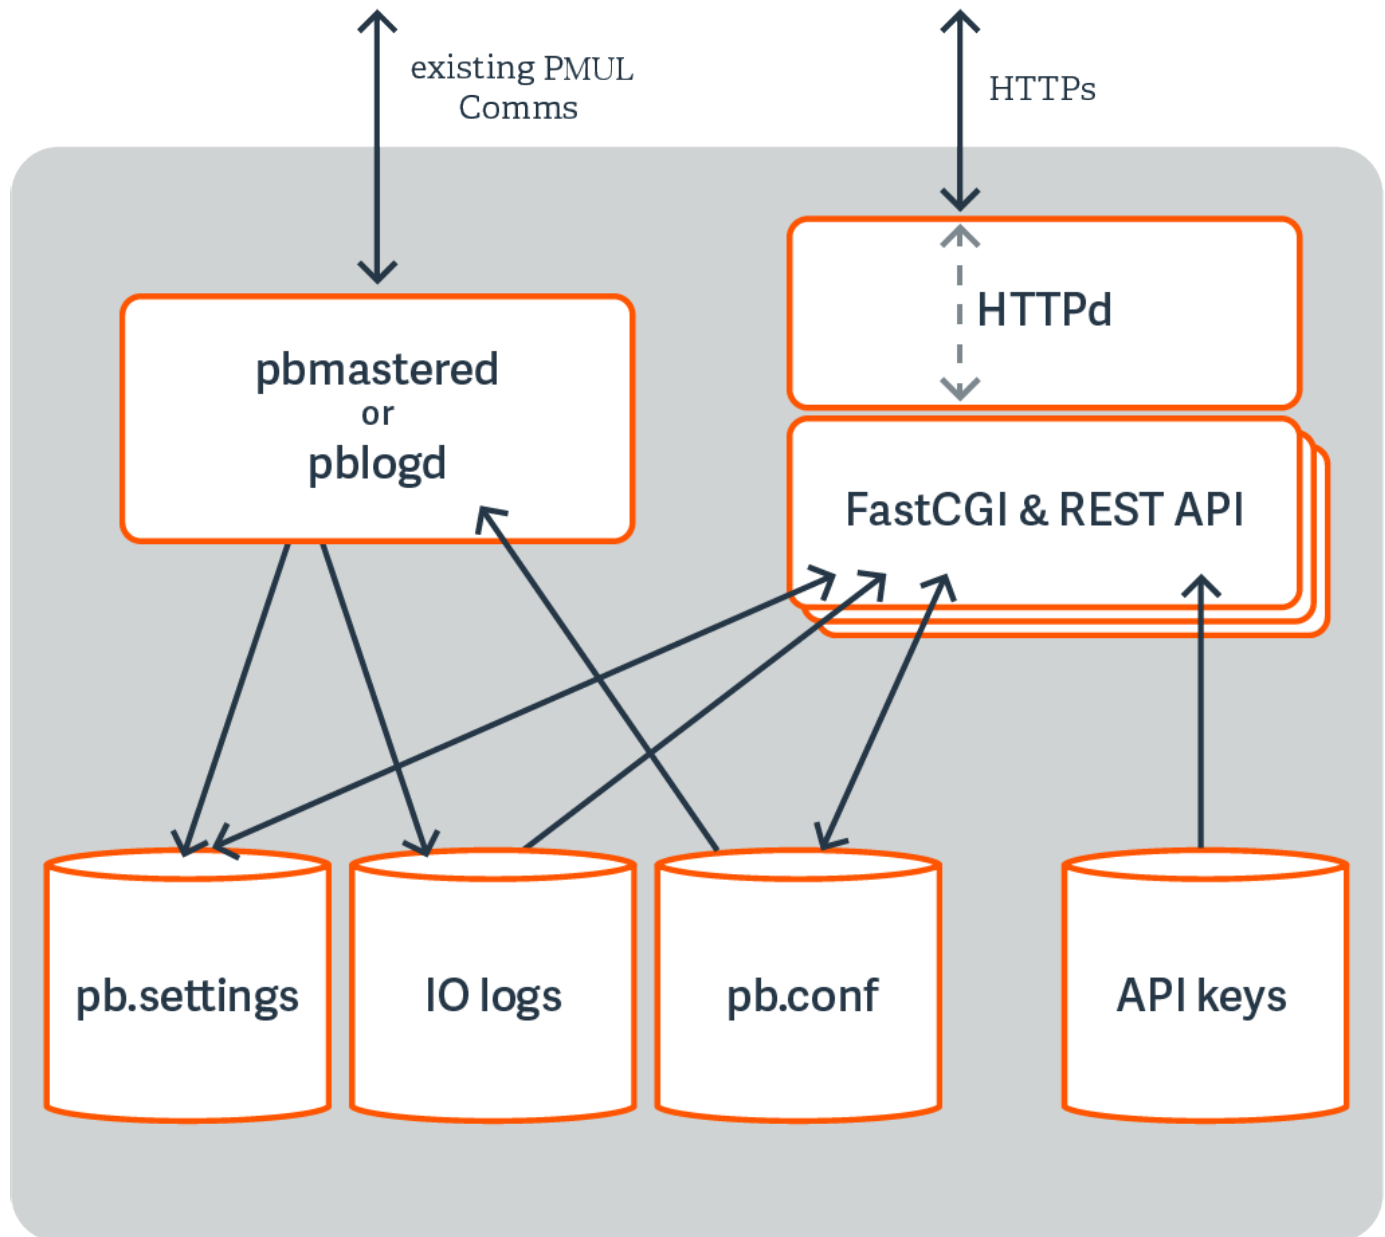 existing PMUL
Comms
HTTPs
HTTPd
pbmastered
or
pblogd
FastCGI & REST API
pb.settings
IO logs
pb.conf
API keys